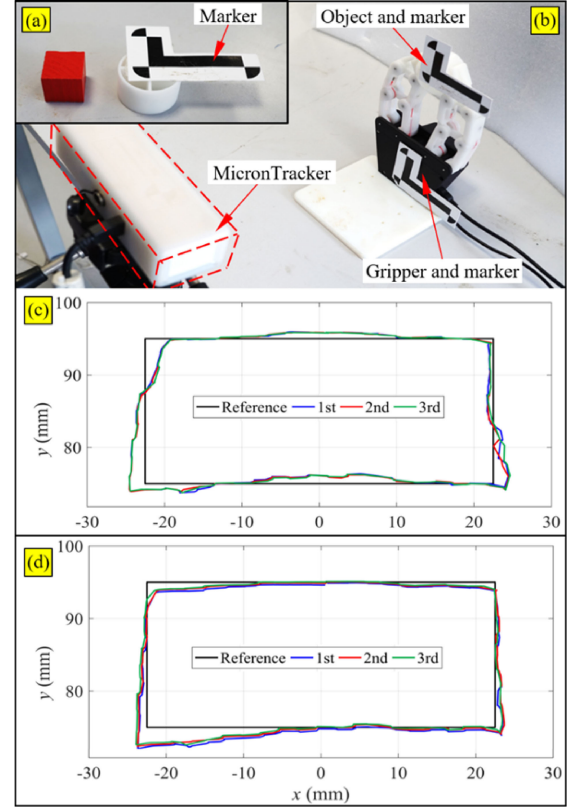 (a)
Marker
Object and marker
(b)
MicronTracker
Gripper and marker
(c)
100
90
80
y (mm)
Reference 1st 2nd 3rd
-30 -20 -10 0 10 20 30
(d)
100
90
80
y (mm)
Reference 1st 2nd 3rd
-30 -20 -10 0 10 20 30
x (mm)